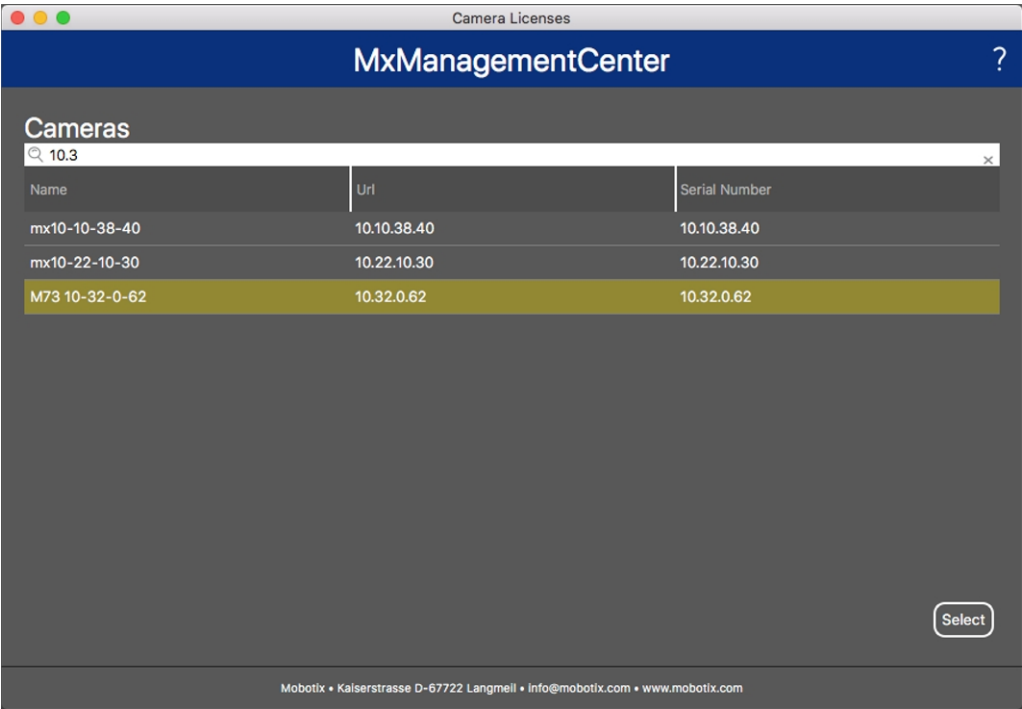 Camera Licenses
MxManagementCenter ?
Cameras
10.3 ×
Name Url Serial Number
mx10-10-38-40 10.10.38.40 10.10.38.40
mx10-22-10-30 10.22.10.30 10.22.10.30
M73 10-32-0-62 10.32.0.62 10.32.0.62
Select
Mobotix • Kaiserstrasse D-67722 Langmeil • info@mobotix.com • www.mobotix.com